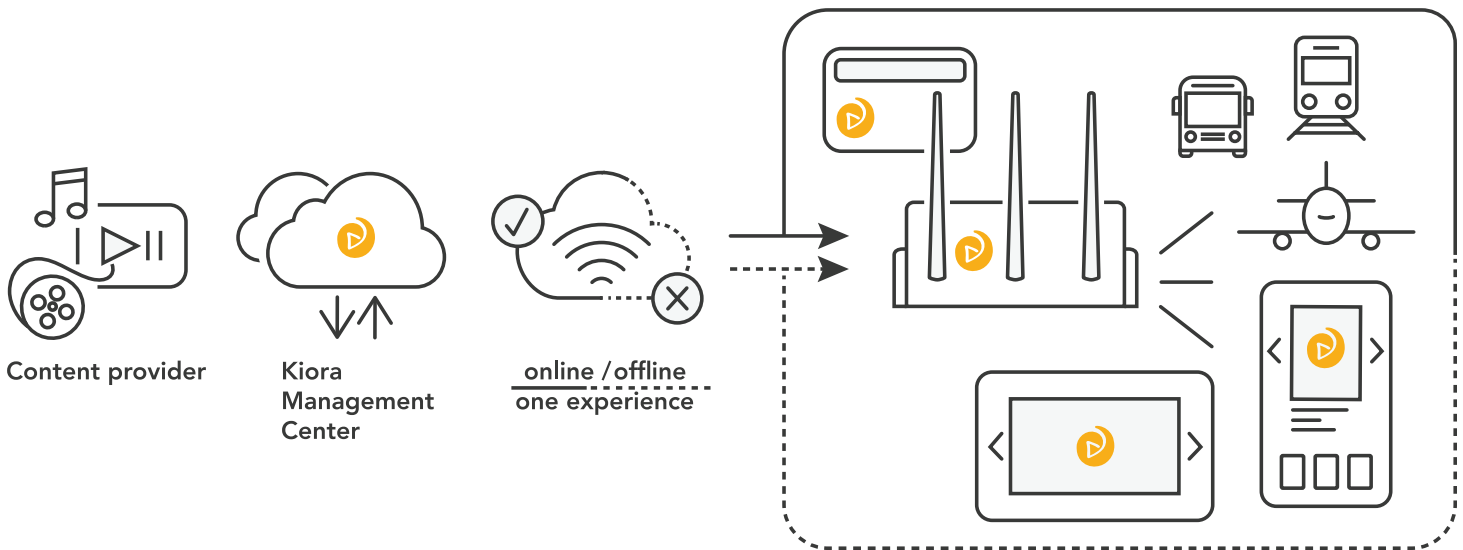 Content provider
Kiora
Management
Center
online / offline
one experience